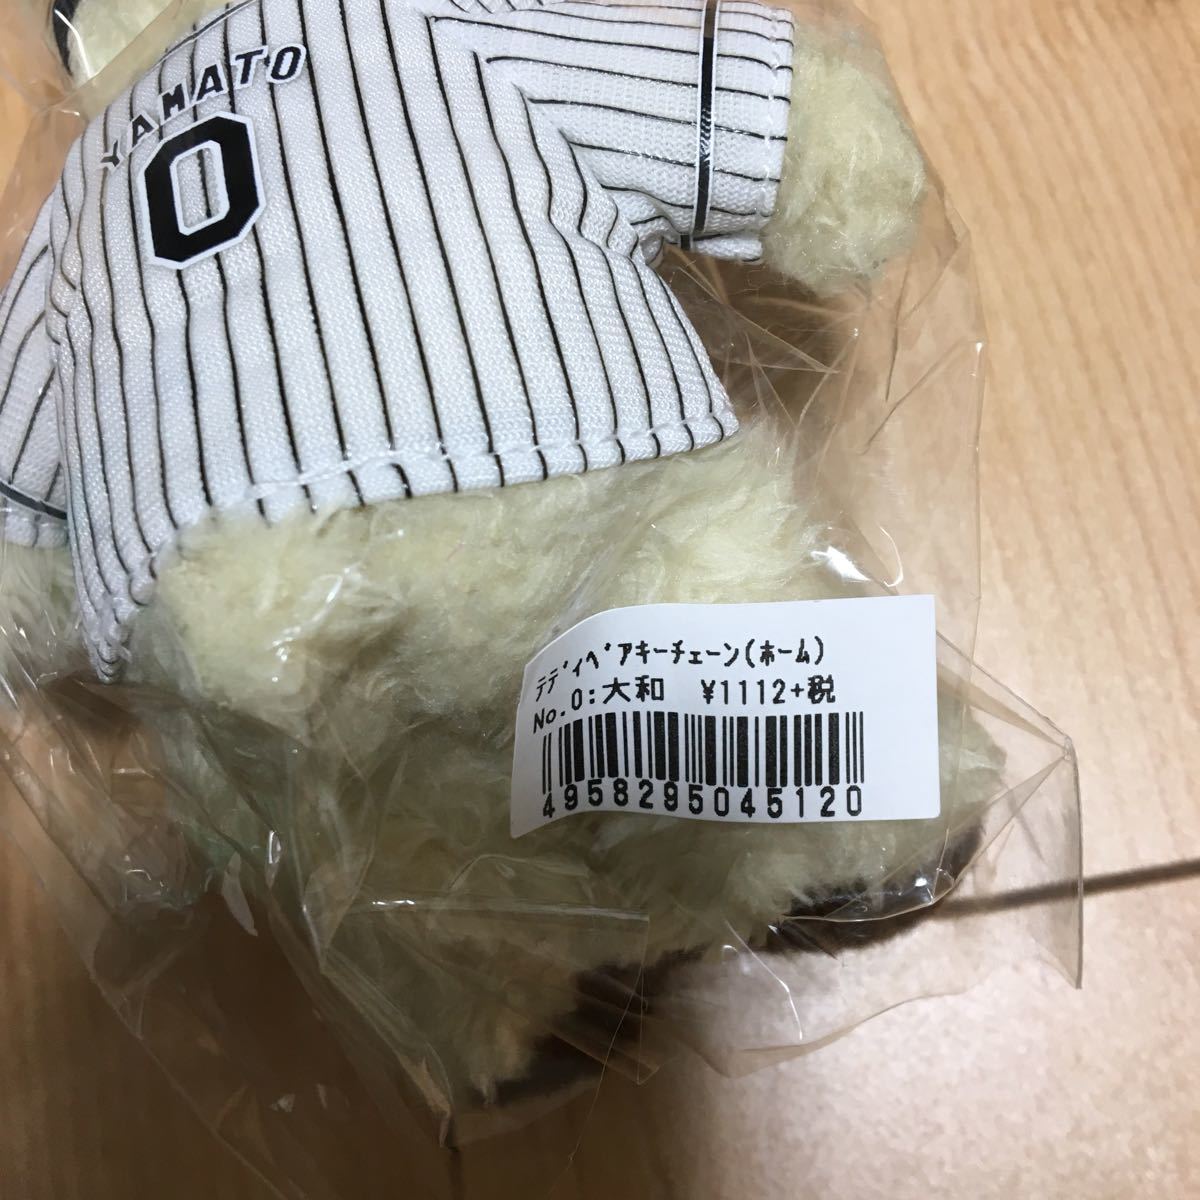 YAMATO
0
ﾃﾃﾞｨﾍﾞｱｷｰﾁｪｰﾝ(ﾎｰﾑ)
No.0:大和 ¥1112+税
4958295045120